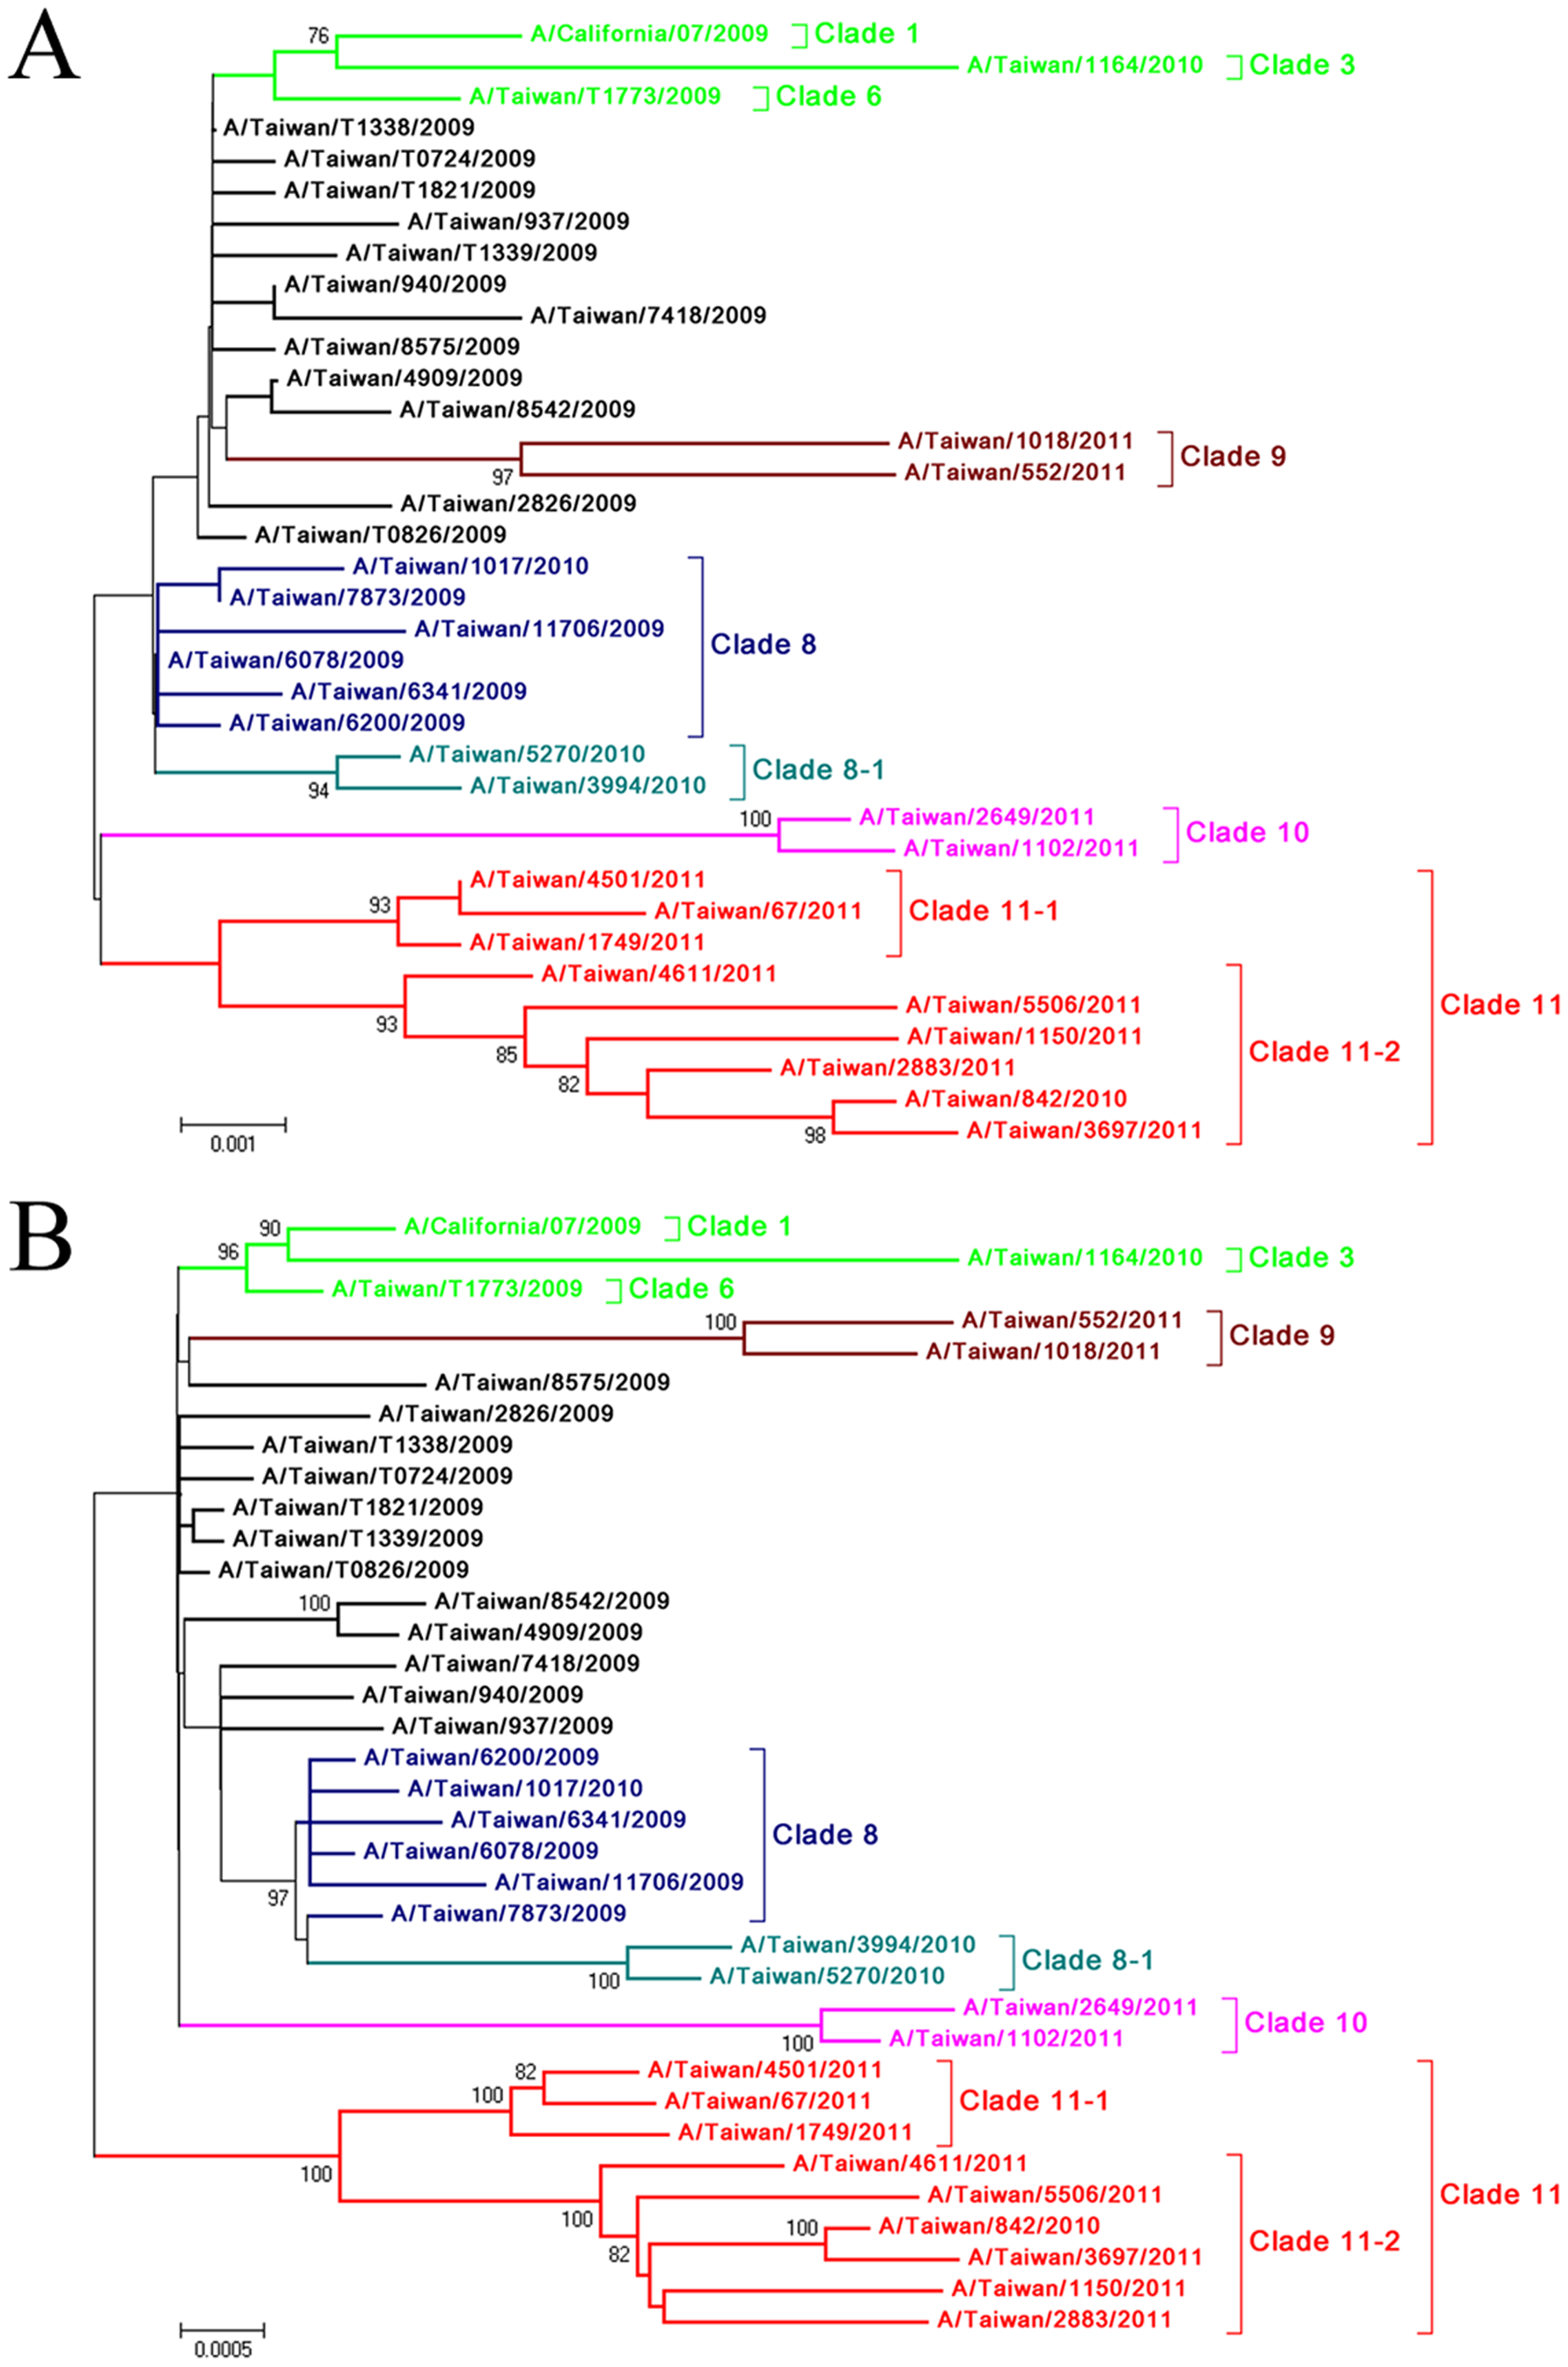 A
76
A/California/07/2009
Clade 1
A/Taiwan/1164/2010
Clade 3
A/Taiwan/T1773/2009
Clade 6
A/Taiwan/T1338/2009
A/Taiwan/T0724/2009
A/Taiwan/T1821/2009
A/Taiwan/937/2009
A/Taiwan/T1339/2009
A/Taiwan/940/2009
A/Taiwan/7418/2009
A/Taiwan/8575/2009
A/Taiwan/4909/2009
A/Taiwan/8542/2009
A/Taiwan/1018/2011
Clade 9
97
A/Taiwan/552/2011
A/Taiwan/2826/2009
A/Taiwan/T0826/2009
A/Taiwan/1017/2010
A/Taiwan/7873/2009
A/Taiwan/11706/2009
Clade 8
A/Taiwan/6078/2009
A/Taiwan/6341/2009
A/Taiwan/6200/2009
A/Taiwan/5270/2010
Clade 8-1
94
A/Taiwan/3994/2010
100
A/Taiwan/2649/2011
Clade 10
A/Taiwan/1102/2011
A/Taiwan/4501/2011
93
A/Taiwan/67/2011
Clade 11-1
A/Taiwan/1749/2011
A/Taiwan/4611/2011
93
A/Taiwan/5506/2011
Clade 11
85
A/Taiwan/1150/2011
Clade 11-2
82
A/Taiwan/2883/2011
A/Taiwan/842/2010
98
A/Taiwan/3697/2011
0.001
B
90
A/California/07/2009
Clade 1
96
A/Taiwan/1164/2010
Clade 3
A/Taiwan/T1773/2009
Clade 6
100
A/Taiwan/552/2011
Clade 9
A/Taiwan/1018/2011
A/Taiwan/8575/2009
A/Taiwan/2826/2009
A/Taiwan/T1338/2009
A/Taiwan/T0724/2009
A/Taiwan/T1821/2009
A/Taiwan/T1339/2009
A/Taiwan/T0826/2009
100
A/Taiwan/8542/2009
A/Taiwan/4909/2009
A/Taiwan/7418/2009
A/Taiwan/940/2009
A/Taiwan/937/2009
A/Taiwan/6200/2009
A/Taiwan/1017/2010
A/Taiwan/6341/2009
Clade 8
A/Taiwan/6078/2009
A/Taiwan/11706/2009
97
A/Taiwan/7873/2009
A/Taiwan/3994/2010
Clade 8-1
100
A/Taiwan/5270/2010
A/Taiwan/2649/2011
Clade 10
100
A/Taiwan/1102/2011
82
A/Taiwan/4501/2011
100
A/Taiwan/67/2011
Clade 11-1
A/Taiwan/1749/2011
100
A/Taiwan/4611/2011
A/Taiwan/5506/2011
Clade 11
100
100
A/Taiwan/842/2010
Clade 11-2
82
A/Taiwan/3697/2011
A/Taiwan/1150/2011
A/Taiwan/2883/2011
0.0005